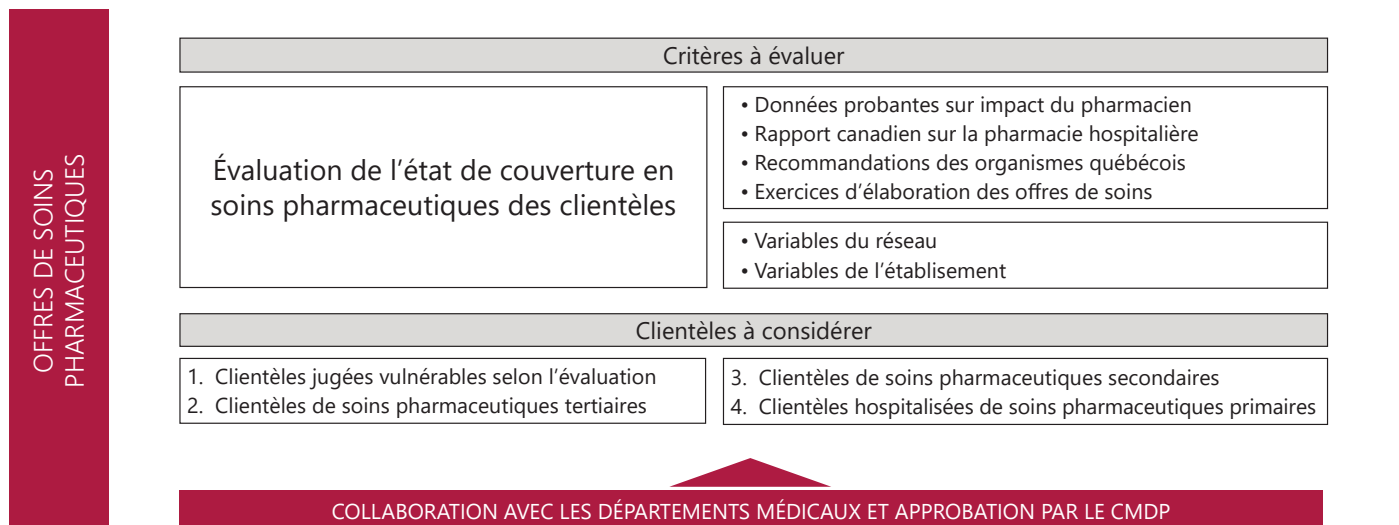 OFFRES DE SOINS
PHARMACEUTIQUES
Critères à évaluer
Évaluation de l’état de couverture en
soins pharmaceutiques des clientèles
• Données probantes sur impact du pharmacien
• Rapport canadien sur la pharmacie hospitalière
• Recommandations des organismes québécois
• Exercices d’élaboration des offres de soins
• Variables du réseau
• Variables de l’établisement
Clientèles à considérer
1. Clientèles jugées vulnérables selon l’évaluation
2. Clientèles de soins pharmaceutiques tertiaires
3. Clientèles de soins pharmaceutiques secondaires
4. Clientèles hospitalisées de soins pharmaceutiques primaires
COLLABORATION AVEC LES DÉPARTEMENTS MÉDICAUX ET APPROBATION PAR LE CMDP